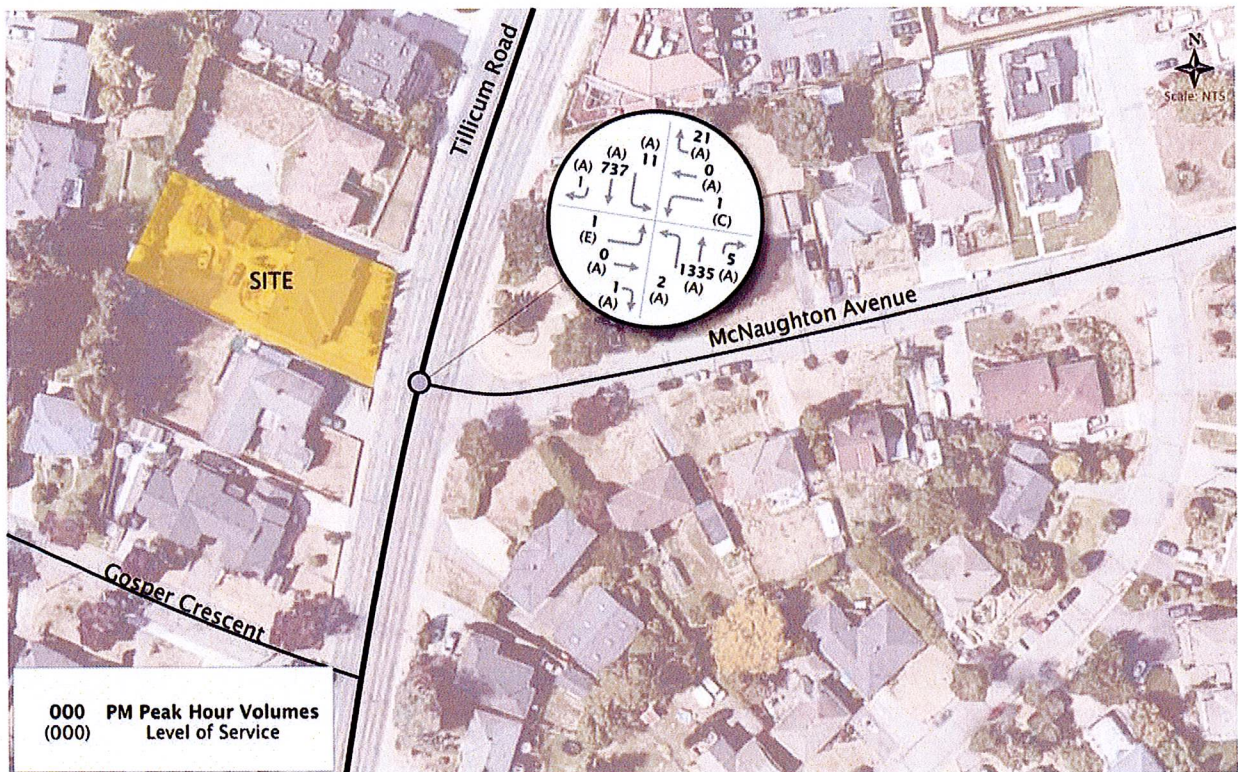 Tillicum Road
N
Scale: NTS
(A)
1
(A)
737
(A)
11
21
(A)
0
(A)
1
(C)
1
(E)
0
(A)
1
(A)
2
(A)
1335
(A)
5
(A)
SITE
McNaughton Avenue
Gosper Crescent
000 PM Peak Hour Volumes
(000) Level of Service